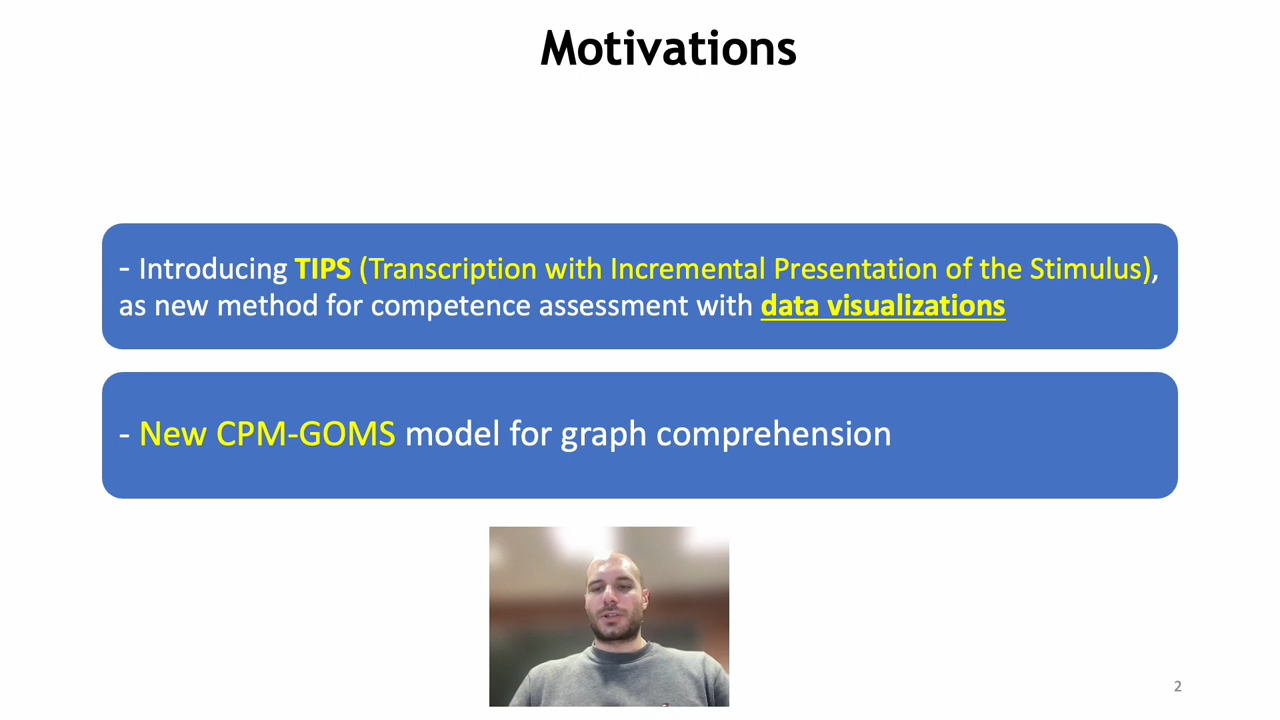 Motivations
- Introducing TIPS (Transcription with Incremental Presentation of the Stimulus),
as new method for competence assessment with data visualizations
- New CPM-GOMS model for graph comprehension
2